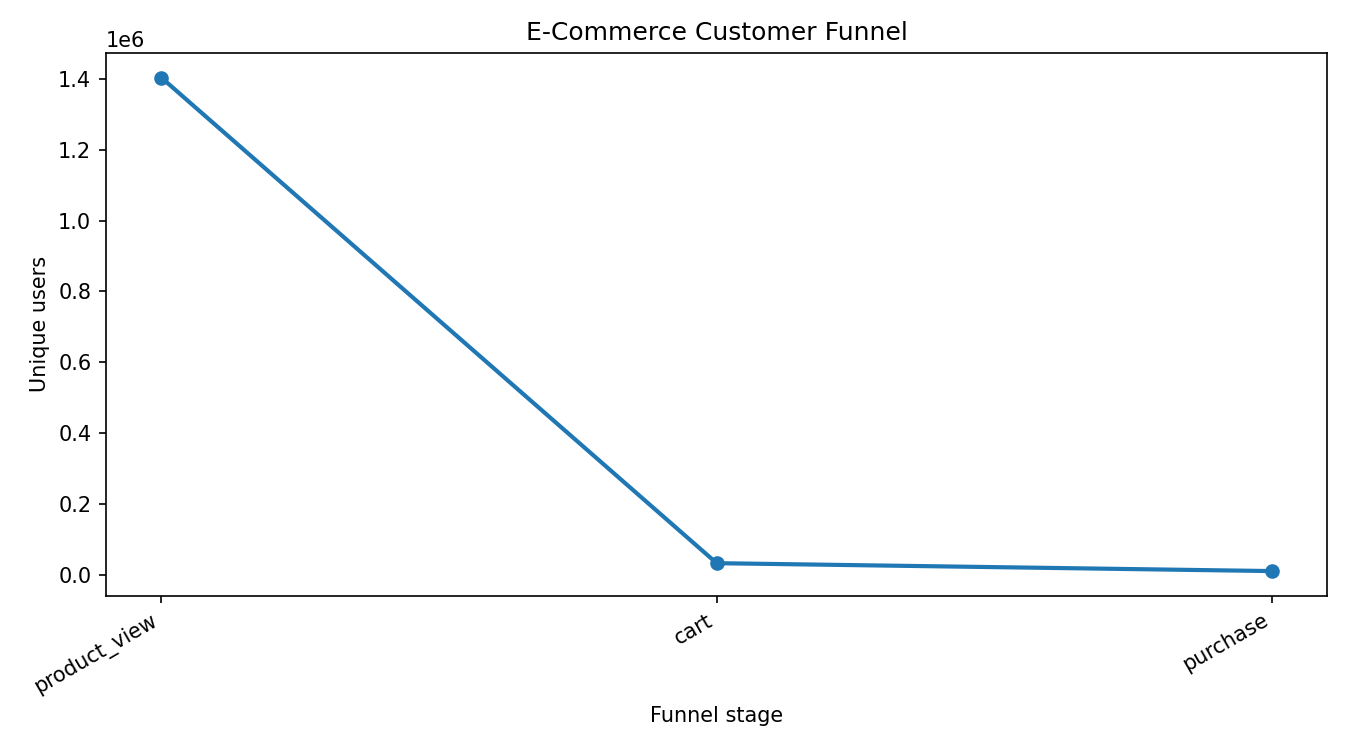 E-Commerce Customer Funnel
1e6
1.4
1.2
1.0
0.8
0.6
0.4
0.2
0.0
Unique users
product_view
cart
purchase
Funnel stage